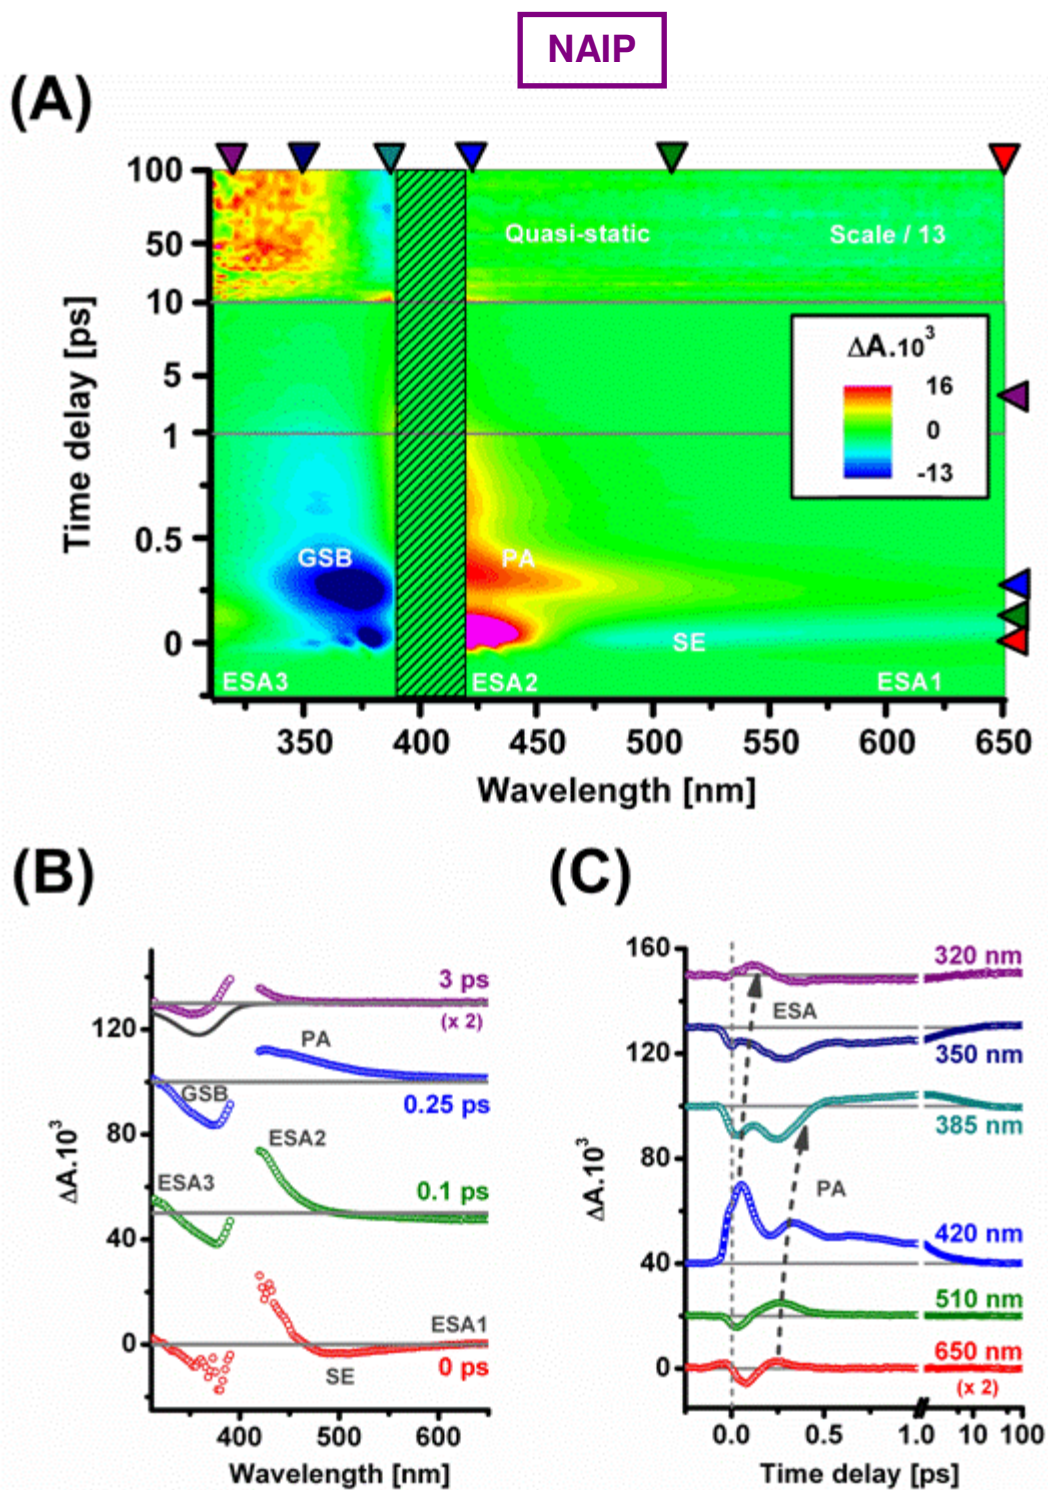 NAIP
(A)
100
50
10
5
1
0.5
0
Time delay [ps]
Quasi-static
Scale / 13
ΔA.10³
16
0
-13
GSB
PA
SE
ESA3
ESA2
ESA1
350
400
450
500
550
600
650
Wavelength [nm]
(B)
120
80
40
0
ΔA.10³
3 ps
(x 2)
PA
GSB
0.25 ps
ESA2
ESA3
0.1 ps
ESA1
SE
0 ps
400
500
600
Wavelength [nm]
(C)
160
120
80
40
0
ΔA.10³
320 nm
ESA
350 nm
385 nm
PA
420 nm
510 nm
650 nm
(x 2)
0.0
0.5
1.0
10
100
Time delay [ps]